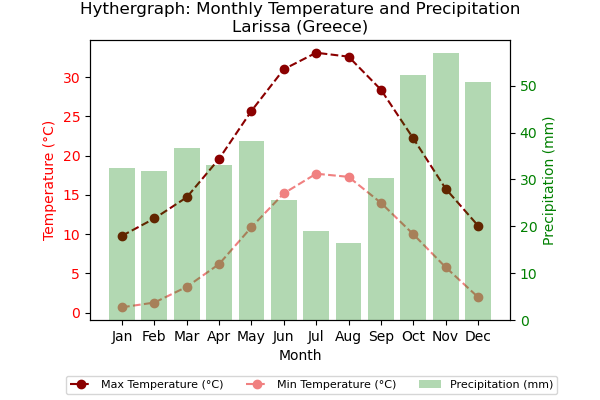 Hythergraph: Monthly Temperature and Precipitation
Larissa (Greece)
Temperature (°C)
30
25
20
15
10
5
0
50
40
30
20
10
0
Precipitation (mm)
Jan Feb Mar Apr May Jun Jul Aug Sep Oct Nov Dec
Month
Max Temperature (°C) Min Temperature (°C) Precipitation (mm)